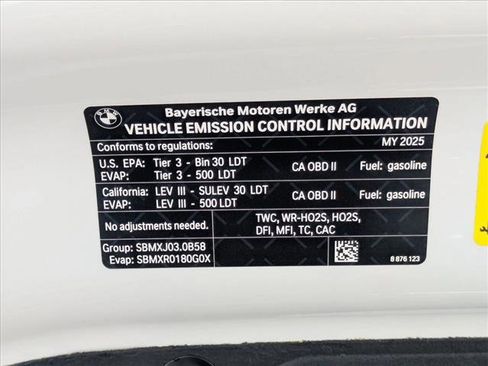 BMW
Bayerische Motoren Werke AG
VEHICLE EMISSION CONTROL INFORMATION
Conforms to regulations: MY 2025
U.S. EPA: Tier 3 - Bin 30 LDT CA OBD II Fuel: gasoline
EVAP: Tier 3 - 500 LDT
California: LEV III - SULEV 30 LDT CA OBD II Fuel: gasoline
EVAP: LEV III - 500 LDT
No adjustments needed.
TWC, WR-HO2S, HO2S,
DFI, MFI, TC, CAC
Group: SBMXJ03.0B58
Evap: SBMXR0180G0X
8 876 123